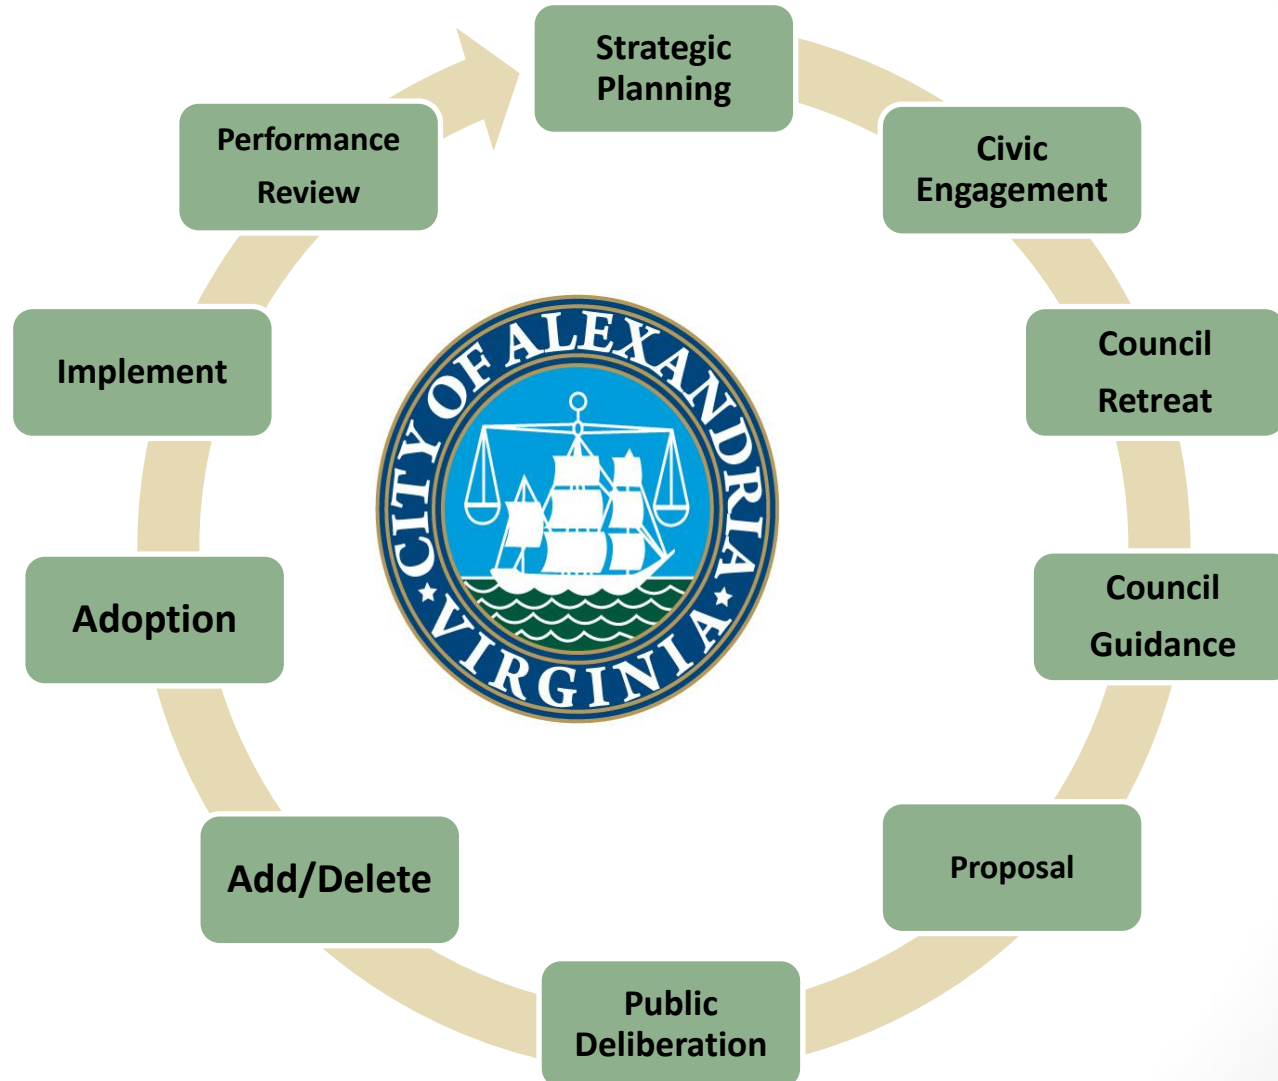 Strategic
Planning
Civic
Engagement
Council
Retreat
Council
Guidance
Proposal
Public
Deliberation
Add/Delete
Adoption
Implement
Performance
Review
CITY OF ALEXANDRIA
VIRGINIA